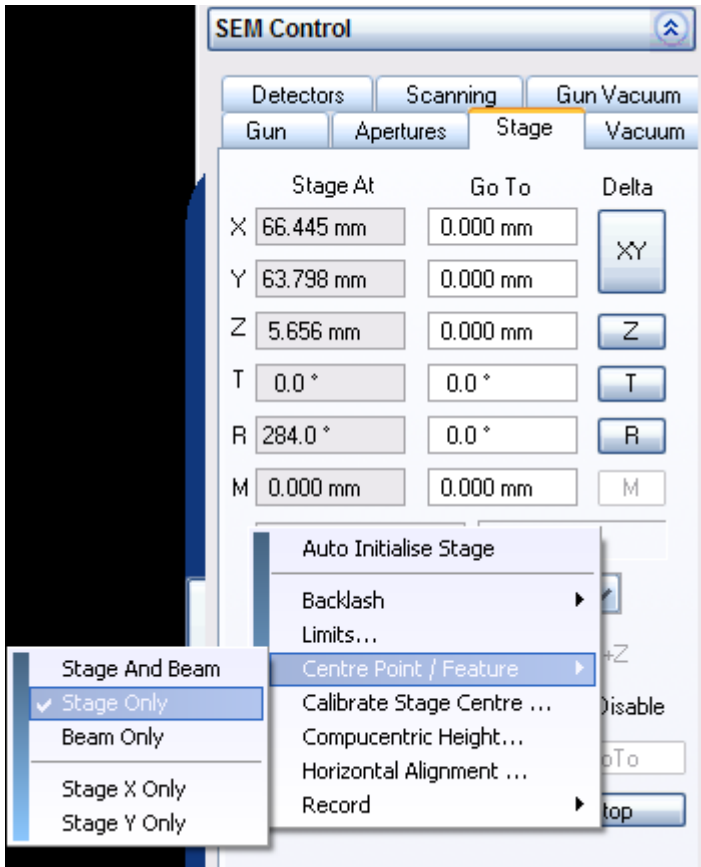 SEM Control
Detectors Scanning Gun Vacuum
Gun Apertures Stage Vacuum
Stage At Go To Delta
X 66.445 mm 0.000 mm XY
Y 63.798 mm 0.000 mm
Z 5.656 mm 0.000 mm Z
T 0.0 ° 0.0 ° T
R 284.0 ° 0.0 ° R
M 0.000 mm 0.000 mm M
Auto Initialise Stage
Backlash
Limits...
Centre Point / Feature
Calibrate Stage Centre ...
Compucentric Height...
Horizontal Alignment ...
Record
Stage And Beam
Stage Only
Beam Only
Stage X Only
Stage Y Only
+Z